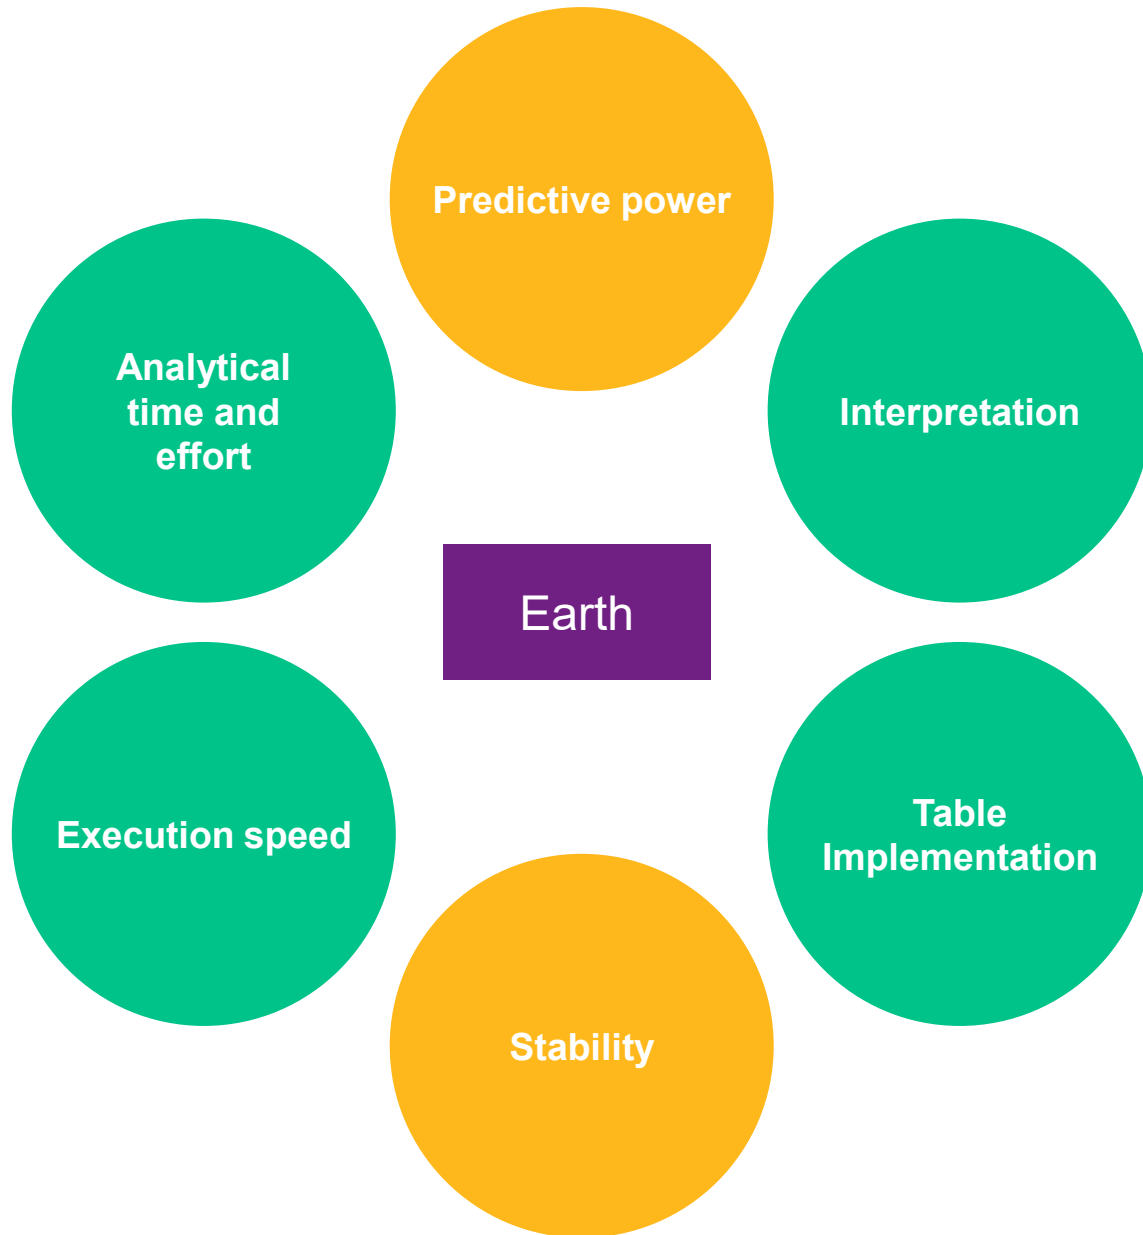 Predictive power
Analytical
time and
effort
Interpretation
Earth
Execution speed
Table
Implementation
Stability